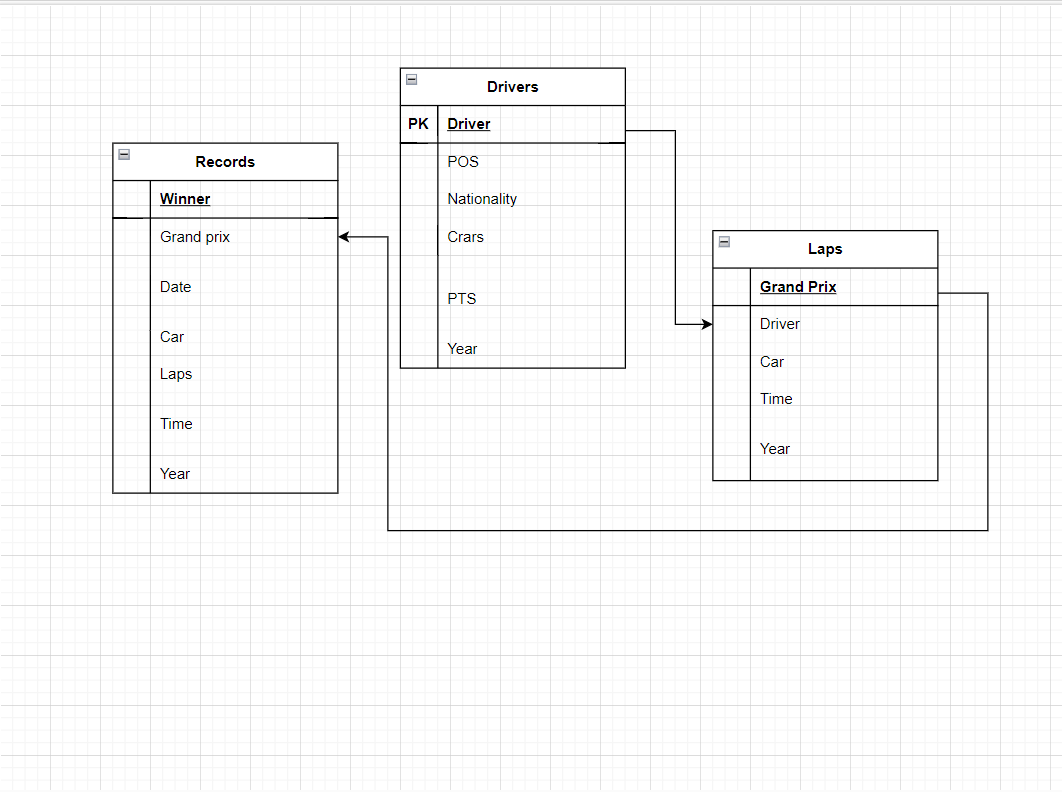 Records
Winner
Grand prix
Date
Car
Laps
Time
Year
Drivers
PK Driver
POS
Nationality
Crars
PTS
Year
Laps
Grand Prix
Driver
Car
Time
Year